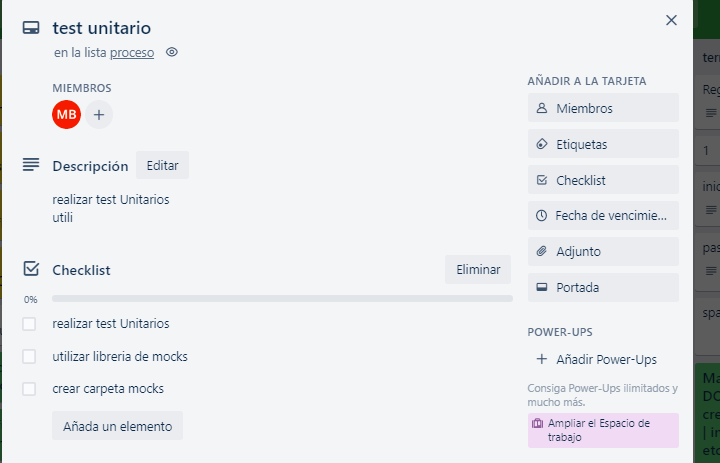 test unitario
en la lista proceso
MIEMBROS
MB
Descripción
Editar
realizar test Unitarios
utili
Checklist
Eliminar
0%
realizar test Unitarios
utilizar libreria de mocks
crear carpeta mocks
Añada un elemento
AÑADIR A LA TARJETA
Miembros
Etiquetas
Checklist
Fecha de vencimie...
Adjunto
Portada
POWER-UPS
Añadir Power-Ups
Consiga Power-Ups ilimitados y
mucho más.
Ampliar el Espacio de
trabajo
ter
Reg
1
inic
pas
spa
Ma
DO
cre
| in
etc